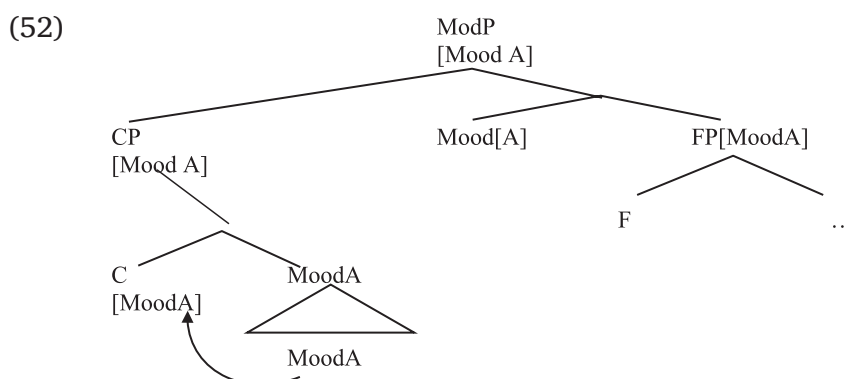 (52)
ModP
[Mood A]
CP Mood[A] FP[MoodA]
[Mood A]
F ..
C MoodA
[MoodA]
MoodA